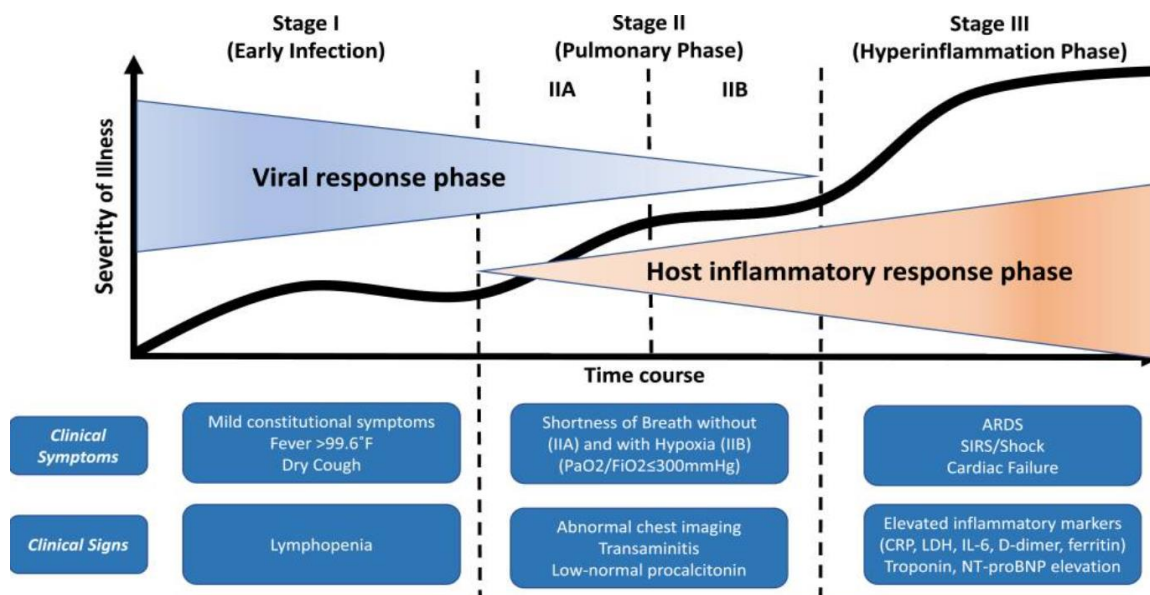 Stage I
(Early Infection)
Stage II
(Pulmonary Phase)
Stage III
(Hyperinflammation Phase)
IIA
IIB
Severity of Illness
Viral response phase
Host inflammatory response phase
Time course
Clinical
Symptoms
Mild constitutional symptoms
Fever >99.6˚F
Dry Cough
Shortness of Breath without
(IIA) and with Hypoxia (IIB)
(PaO2/FiO2≤300mmHg)
ARDS
SIRS/Shock
Cardiac Failure
Clinical Signs
Lymphopenia
Abnormal chest imaging
Transaminitis
Low-normal procalcitonin
Elevated inflammatory markers
(CRP, LDH, IL-6, D-dimer, ferritin)
Troponin, NT-proBNP elevation